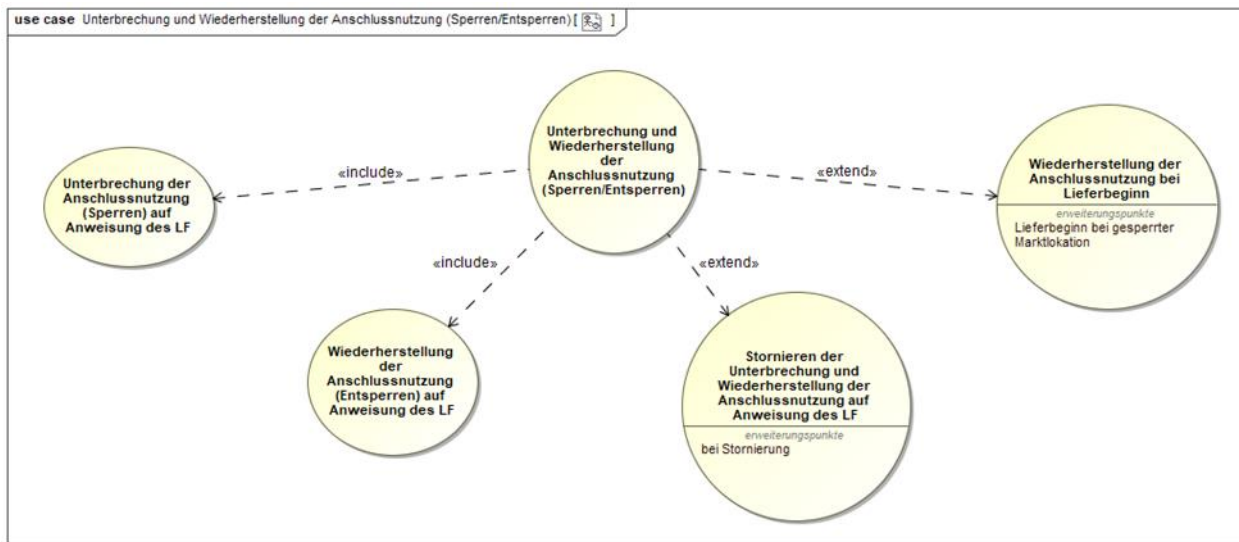 use case Unterbrechung und Wiederherstellung der Anschlussnutzung (Sperren/Entsperren) [ ]
Unterbrechung und
Wiederherstellung
der
Anschlussnutzung
(Sperren/Entsperren)
«include»
Unterbrechung der
Anschlussnutzung
(Sperren) auf
Anweisung des LF
«extend»
Wiederherstellung der
Anschlussnutzung bei
Lieferbeginn
erweiterungspunkte
Lieferbeginn bei gesperrter
Marktlokation
«include»
Wiederherstellung
der
Anschlussnutzung
(Entsperren) auf
Anweisung des LF
«extend»
Stornieren der
Unterbrechung und
Wiederherstellung der
Anschlussnutzung auf
Anweisung des LF
erweiterungspunkte
bei Stornierung